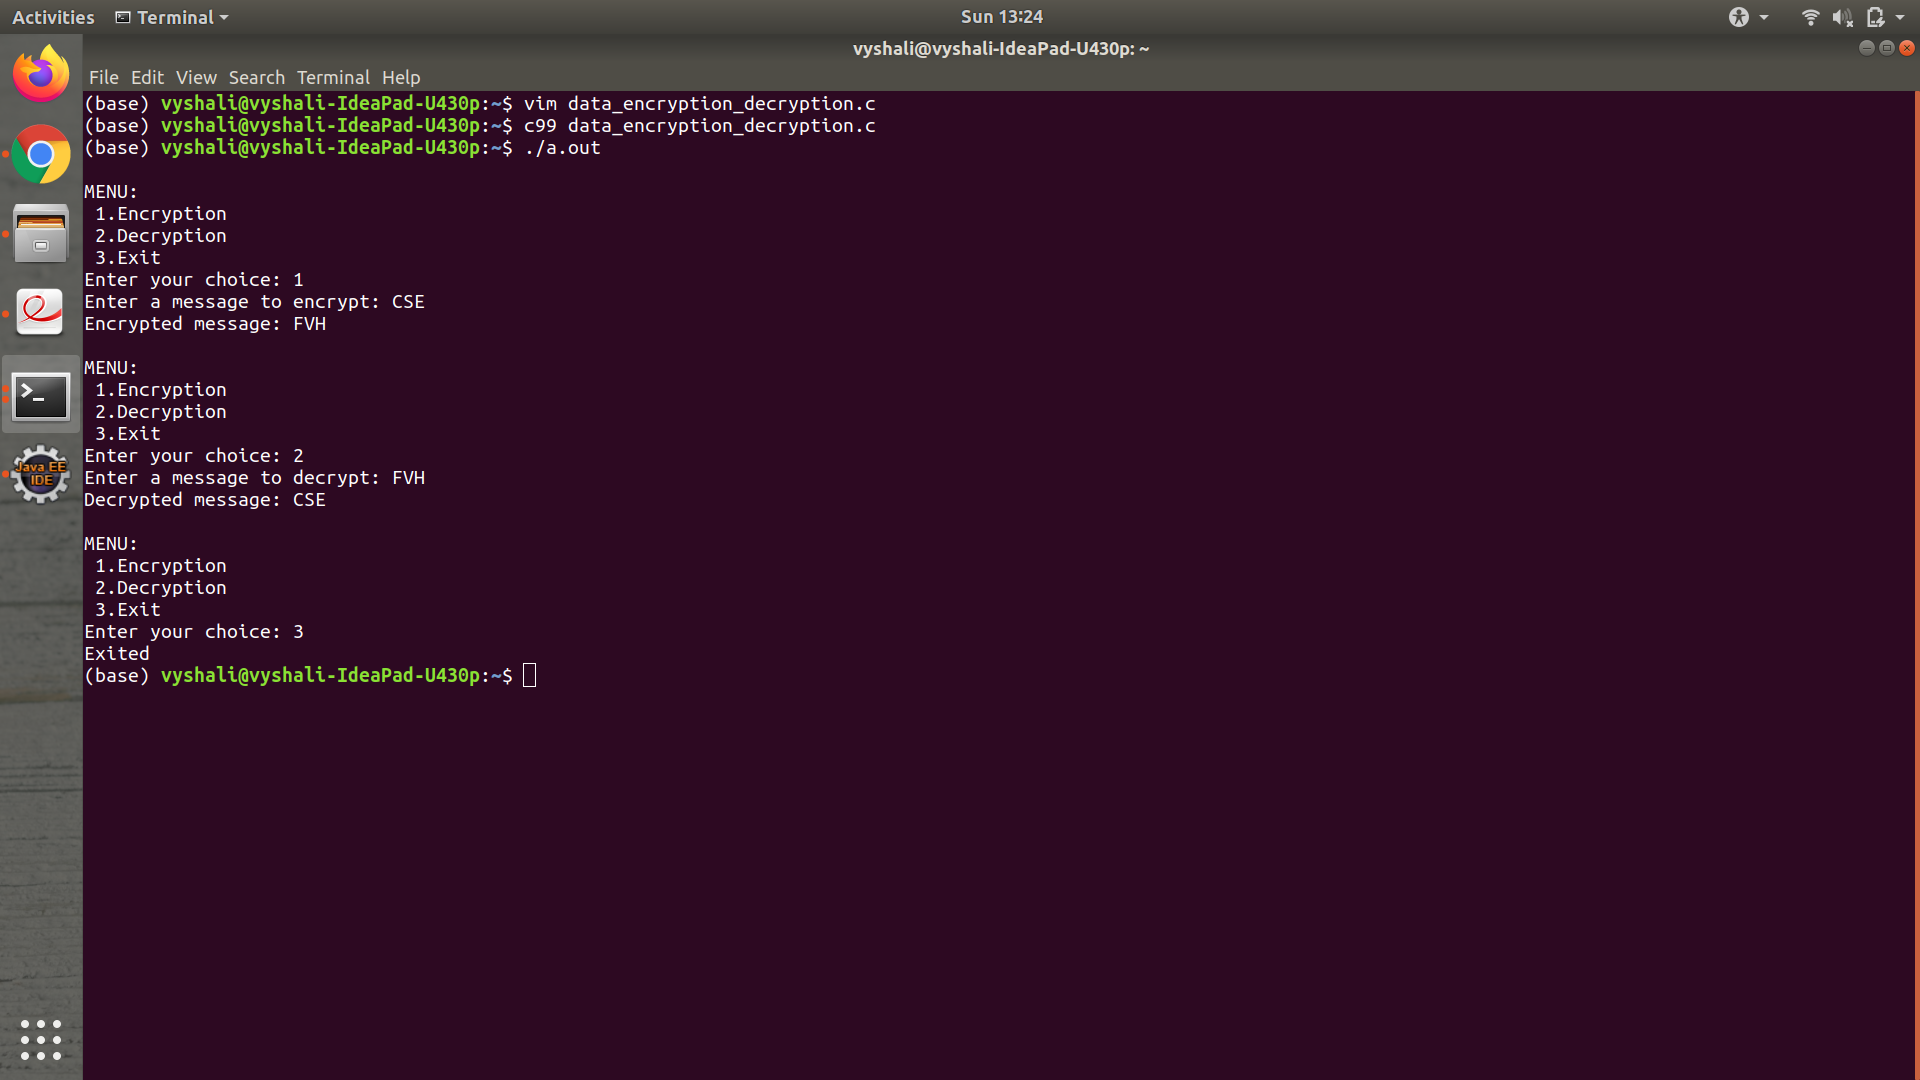 Activities Terminal Sun 13:24
vyshali@vyshali-IdeaPad-U430p: ~
File Edit View Search Terminal Help
(base) vyshali@vyshali-IdeaPad-U430p:~$ vim data_encryption_decryption.c
(base) vyshali@vyshali-IdeaPad-U430p:~$ c99 data_encryption_decryption.c
(base) vyshali@vyshali-IdeaPad-U430p:~$ ./a.out
MENU:
1.Encryption
2.Decryption
3.Exit
Enter your choice: 1
Enter a message to encrypt: CSE
Encrypted message: FVH
MENU:
1.Encryption
2.Decryption
3.Exit
Enter your choice: 2
Enter a message to decrypt: FVH
Decrypted message: CSE
MENU:
1.Encryption
2.Decryption
3.Exit
Enter your choice: 3
Exited
(base) vyshali@vyshali-IdeaPad-U430p:~$
Java EE
IDE